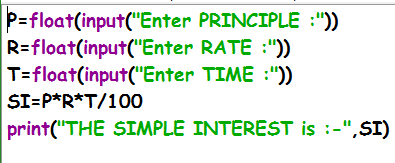 P=float(input("Enter PRINCIPLE :"))
R=float(input("Enter RATE :"))
T=float(input("Enter TIME :"))
SI=P*R*T/100
print("THE SIMPLE INTEREST is :-",SI)